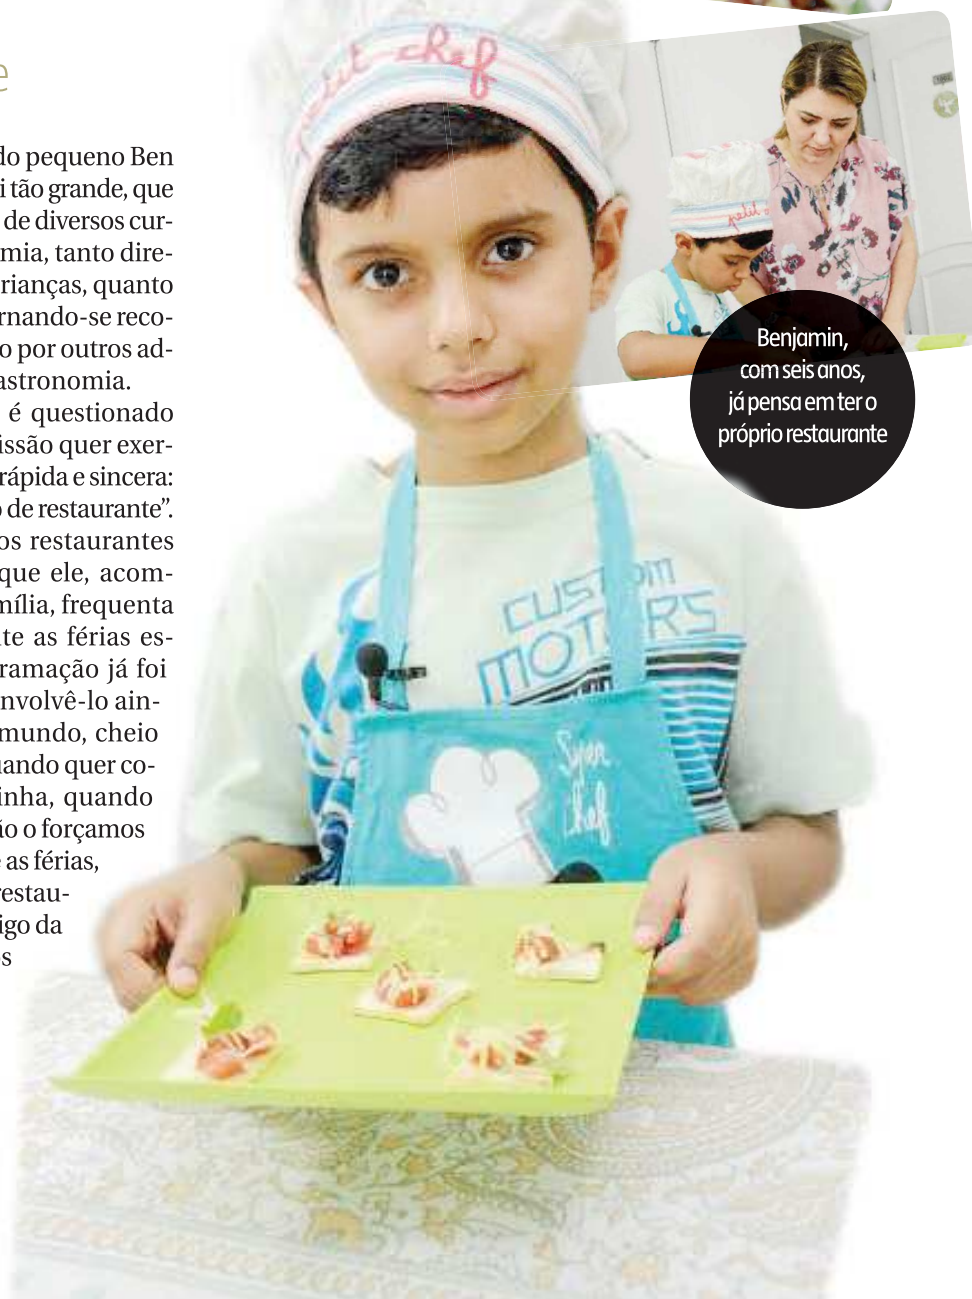 e
do pequeno Ben
i tão grande, que
de diversos cur-
mia, tanto dire-
rianças, quanto
rnando-se reco-
o por outros ad-
astronomia.
é questionado
issão quer exer-
rápida e sincera:
o de restaurante”.
os restaurantes
que ele, acom-
mília, frequenta
te as férias es-
ramação já foi
nvolvê-lo ain-
mundo, cheio
uando quer co-
inha, quando
ão o forçamos
e as férias,
restau-
igo da
os
petit chef
petit
Benjamin,
com seis anos,
já pensa em ter o
próprio restaurante
CUSTOM
MOTORS
Super
chef